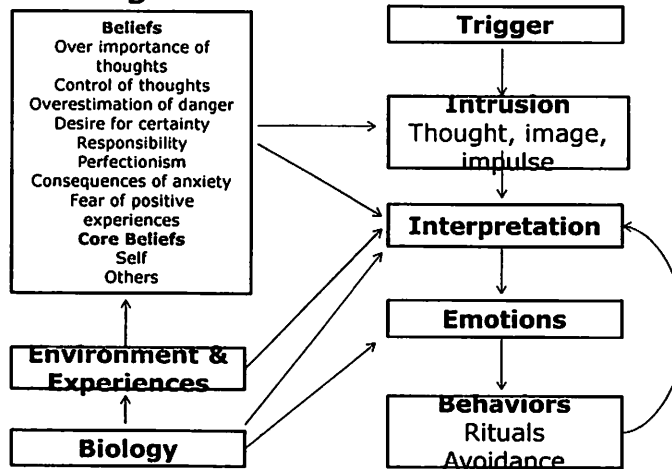 Beliefs
Over importance of
thoughts
Control of thoughts
Overestimation of danger
Desire for certainty
Responsibility
Perfectionism
Consequences of anxiety
Fear of positive
experiences
Core Beliefs
Self
Others
Environment &
Experiences
Biology
Trigger
Intrusion
Thought, image,
impulse
Interpretation
Emotions
Behaviors
Rituals
Avoidance